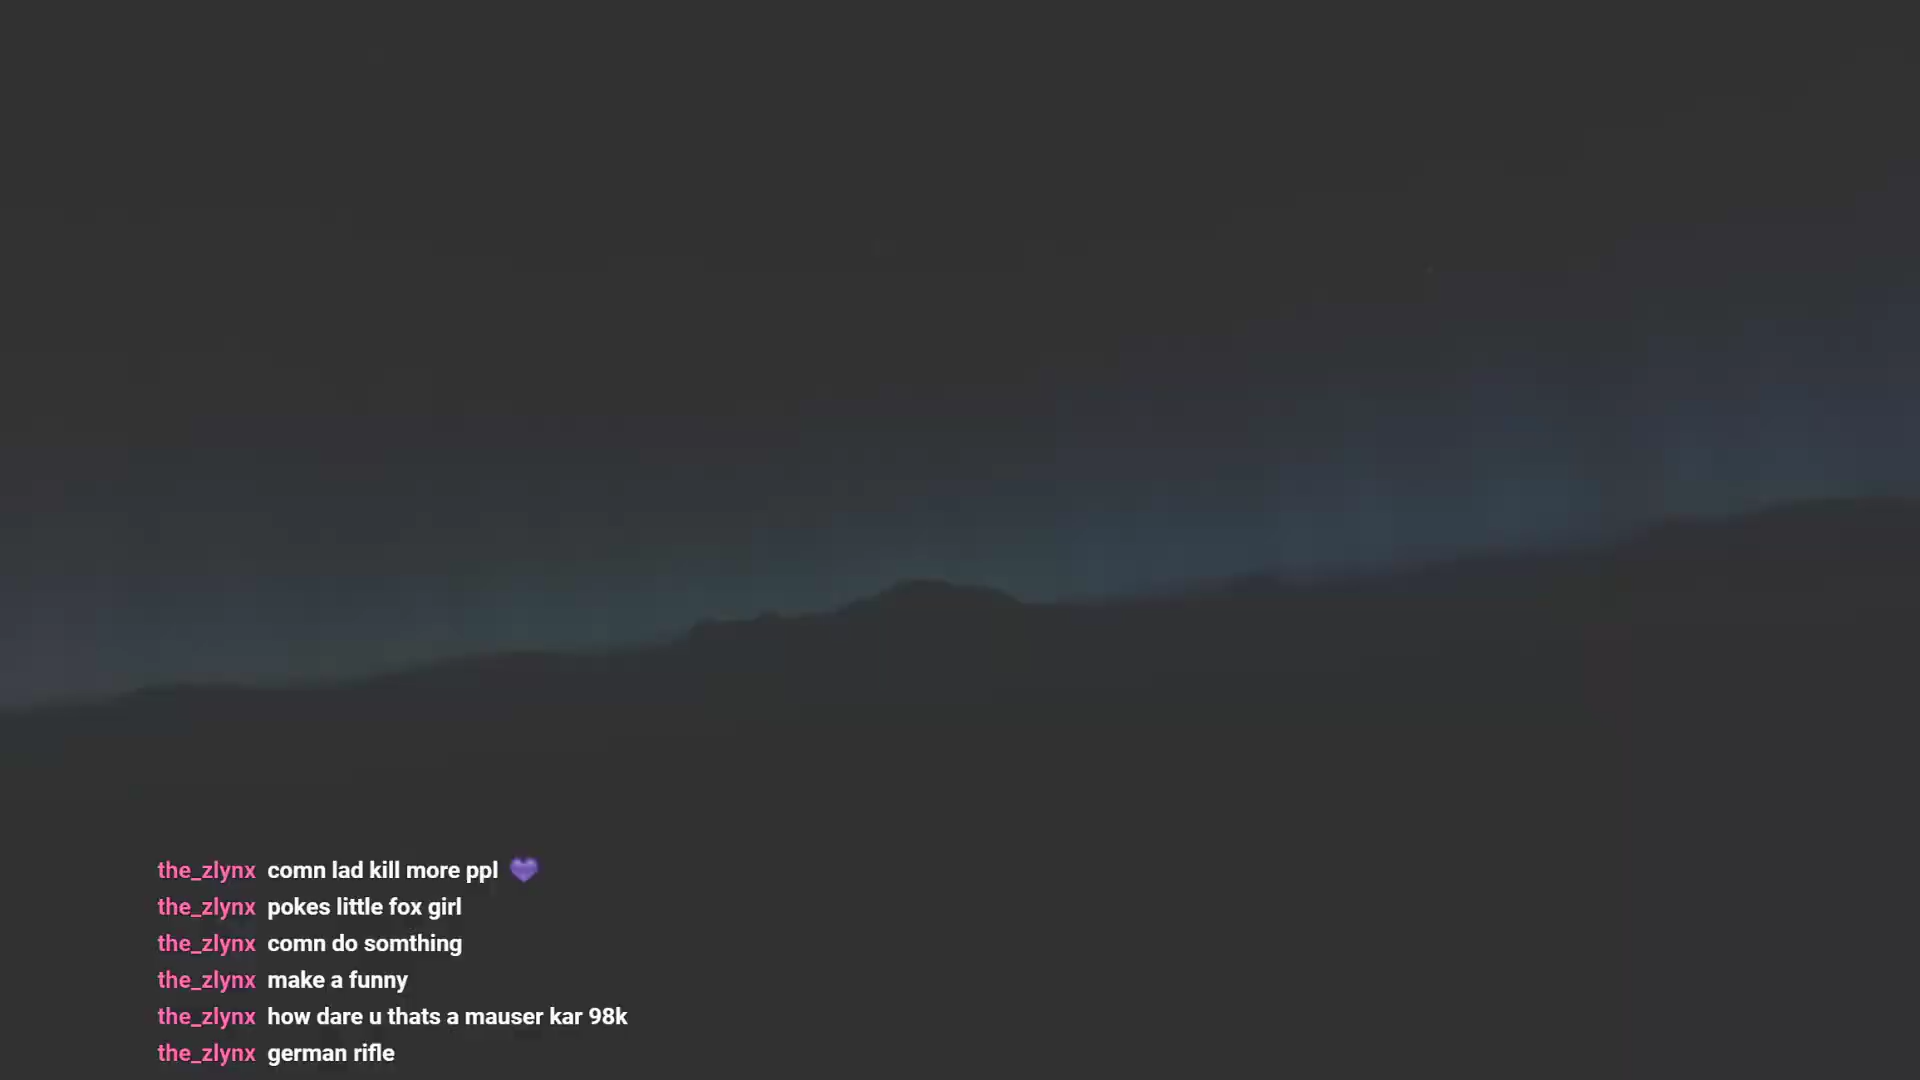 the_zlynx comn lad kill more ppl 💜
the_zlynx pokes little fox girl
the_zlynx comn do somthing
the_zlynx make a funny
the_zlynx how dare u thats a mauser kar 98k
the_zlynx german rifle